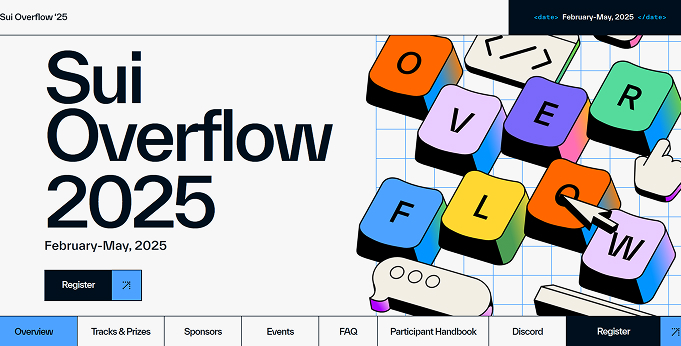 Sui Overflow '25
<date> February-May, 2025 </date>
Sui
Overflow
2025
February-May, 2025
Register
</>
O
V E R
F L O W
Overview Tracks & Prizes Sponsors Events FAQ Participant Handbook Discord Register